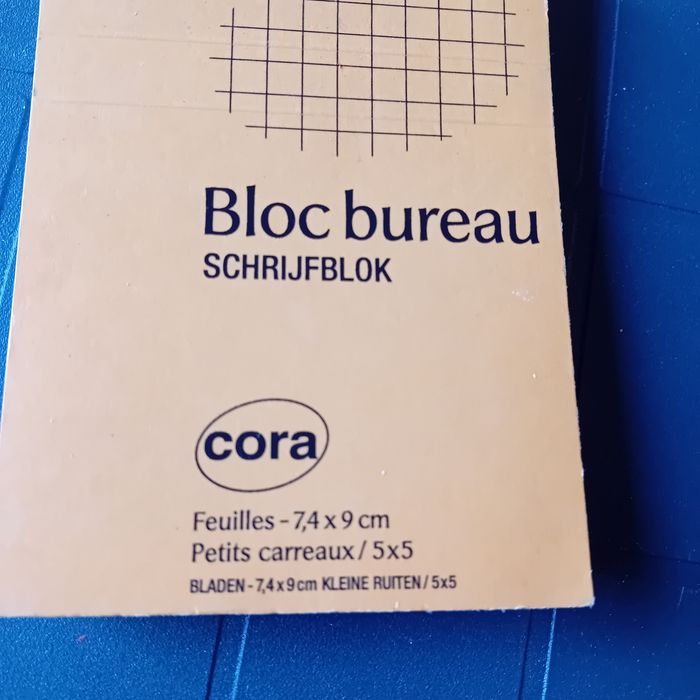 Bloc bureau
SCHRIJFBLOK
cora
Feuilles - 7,4 x 9 cm
Petits carreaux / 5x5
BLADEN - 7,4 x 9 cm KLEINE RUITEN / 5x5